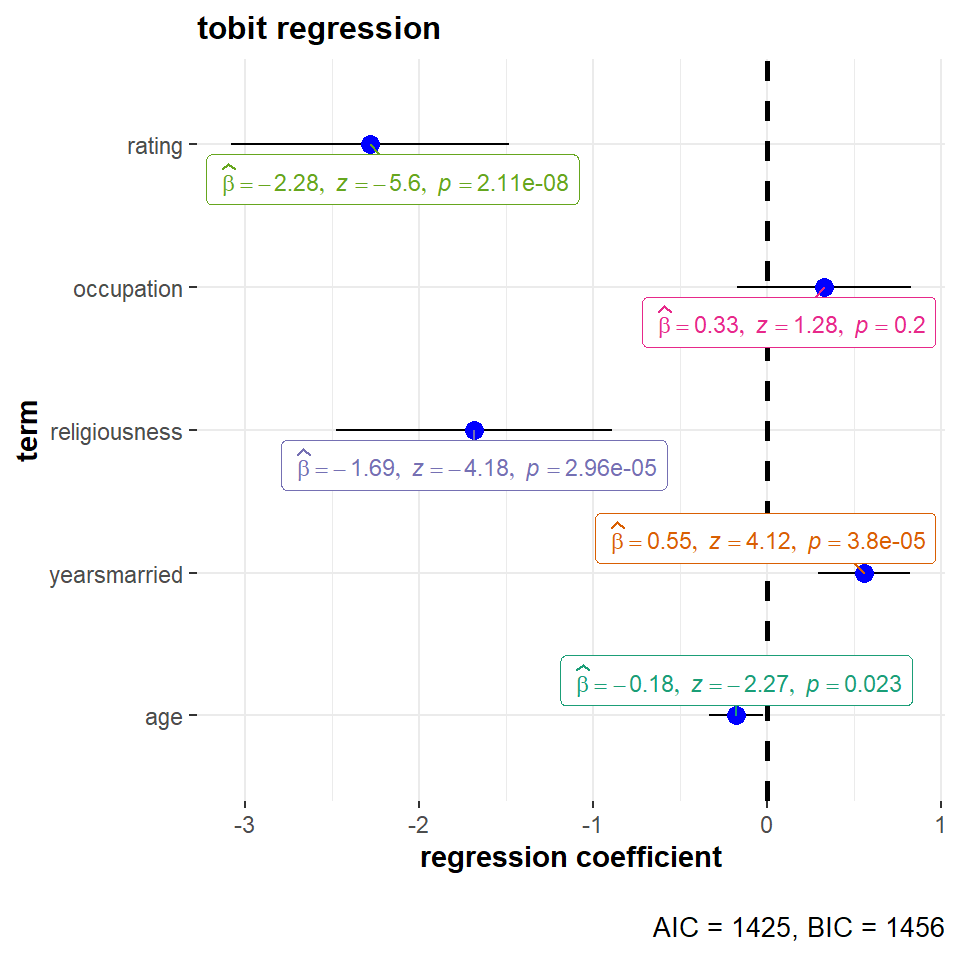 tobit regression
rating
β̂ = −2.28, z = −5.6, p = 2.11e-08
occupation
β̂ = 0.33, z = 1.28, p = 0.2
term
religiousness
β̂ = −1.69, z = −4.18, p = 2.96e-05
β̂ = 0.55, z = 4.12, p = 3.8e-05
yearsmarried
β̂ = −0.18, z = −2.27, p = 0.023
age
-3 -2 -1 0 1
regression coefficient
AIC = 1425, BIC = 1456